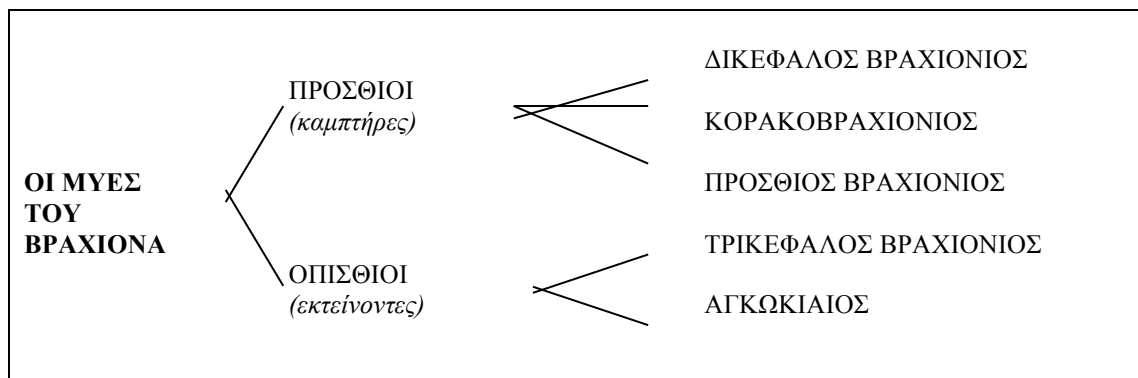 ΔΙΚΕΦΑΛΟΣ ΒΡΑΧΙΟΝΙΟΣ
ΠΡΟΣΘΙΟΙ
(καμπτήρες)
ΚΟΡΑΚΟΒΡΑΧΙΟΝΙΟΣ
ΟΙ ΜΥΕΣ
ΤΟΥ
ΒΡΑΧΙΟΝΑ
ΠΡΟΣΘΙΟΣ ΒΡΑΧΙΟΝΙΟΣ
ΤΡΙΚΕΦΑΛΟΣ ΒΡΑΧΙΟΝΙΟΣ
ΟΠΙΣΘΙΟΙ
(εκτείνοντες)
ΑΓΚΩΚΙΑΙΟΣ